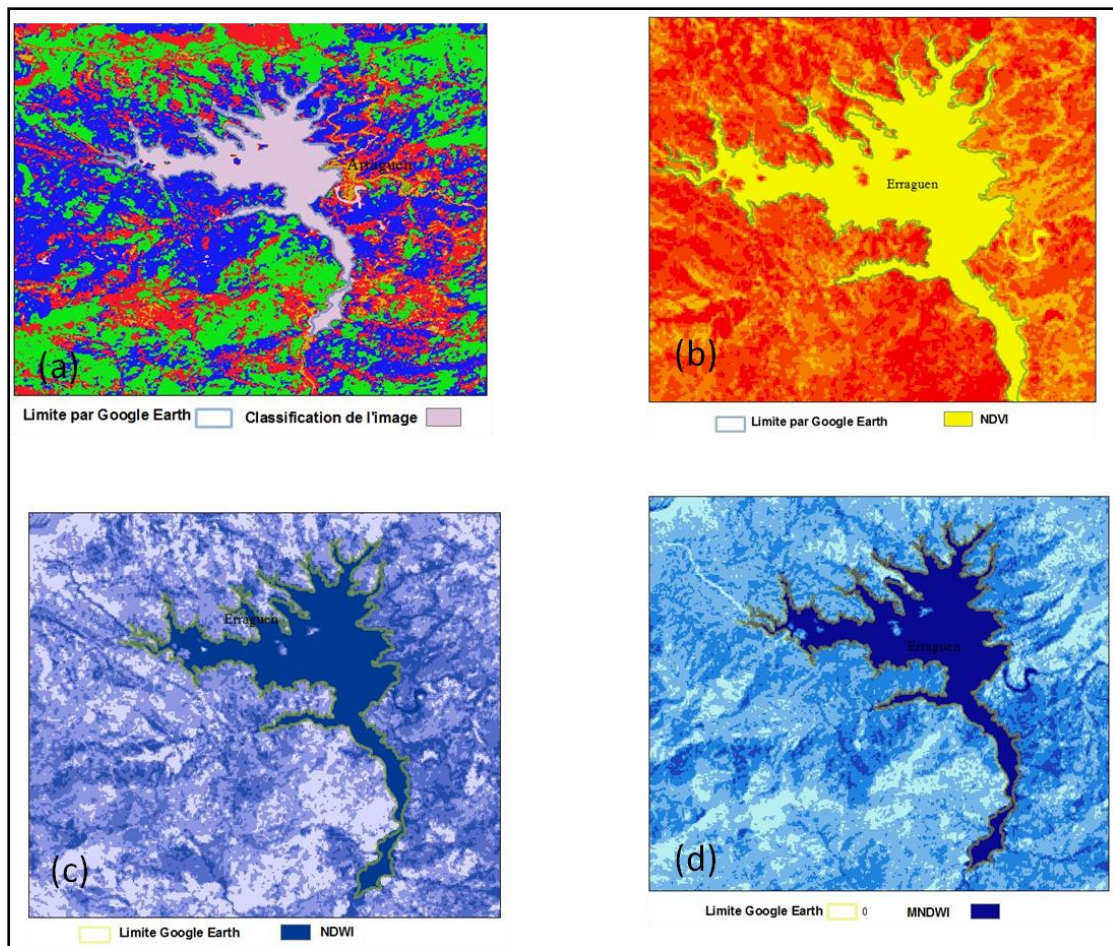 Arraguen
(a)
Limite par Google Earth Classification de l'image
Erraguen
(b)
Limite par Google Earth NDVI
Erraguen
(c)
Limite Google Earth NDWI
Erraguen
(d)
Limite Google Earth 0 MNDWI